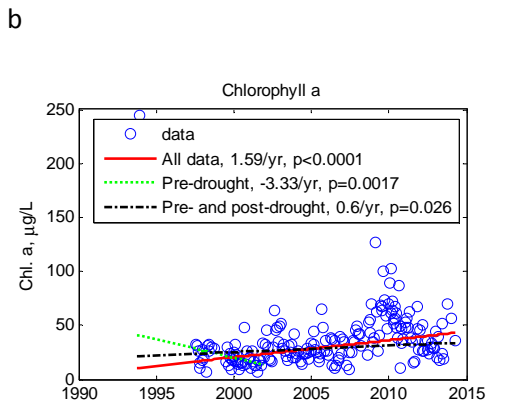 b
Chlorophyll a
250
200
150
100
50
0
Chl. a, µg/L
data
All data, 1.59/yr, p<0.0001
Pre-drought, -3.33/yr, p=0.0017
Pre- and post-drought, 0.6/yr, p=0.026
1990 1995 2000 2005 2010 2015